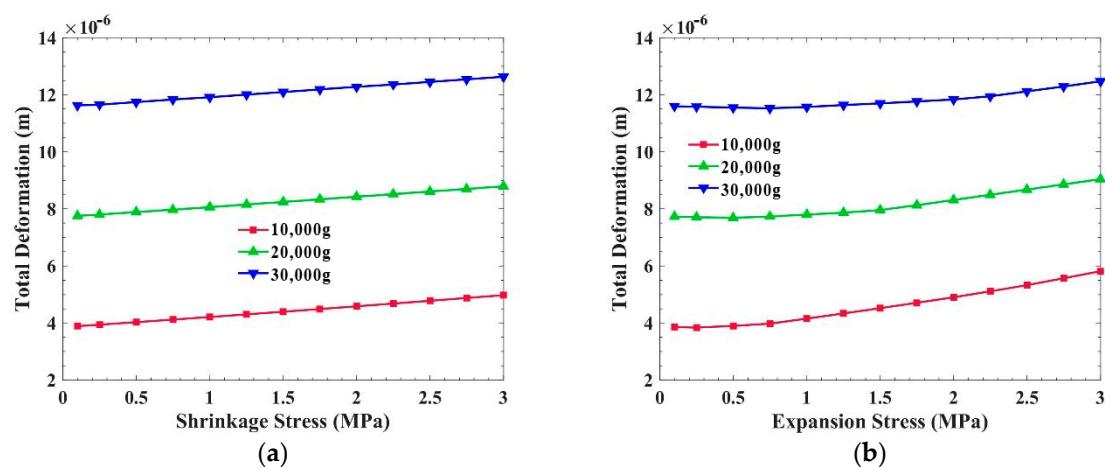 ×10⁻⁶
14
12
10
8
6
4
2
Total Deformation (m)
10,000g
20,000g
30,000g
0 0.5 1 1.5 2 2.5 3
Shrinkage Stress (MPa)
(a)
×10⁻⁶
14
12
10
8
6
4
2
Total Deformation (m)
10,000g
20,000g
30,000g
0 0.5 1 1.5 2 2.5 3
Expansion Stress (MPa)
(b)